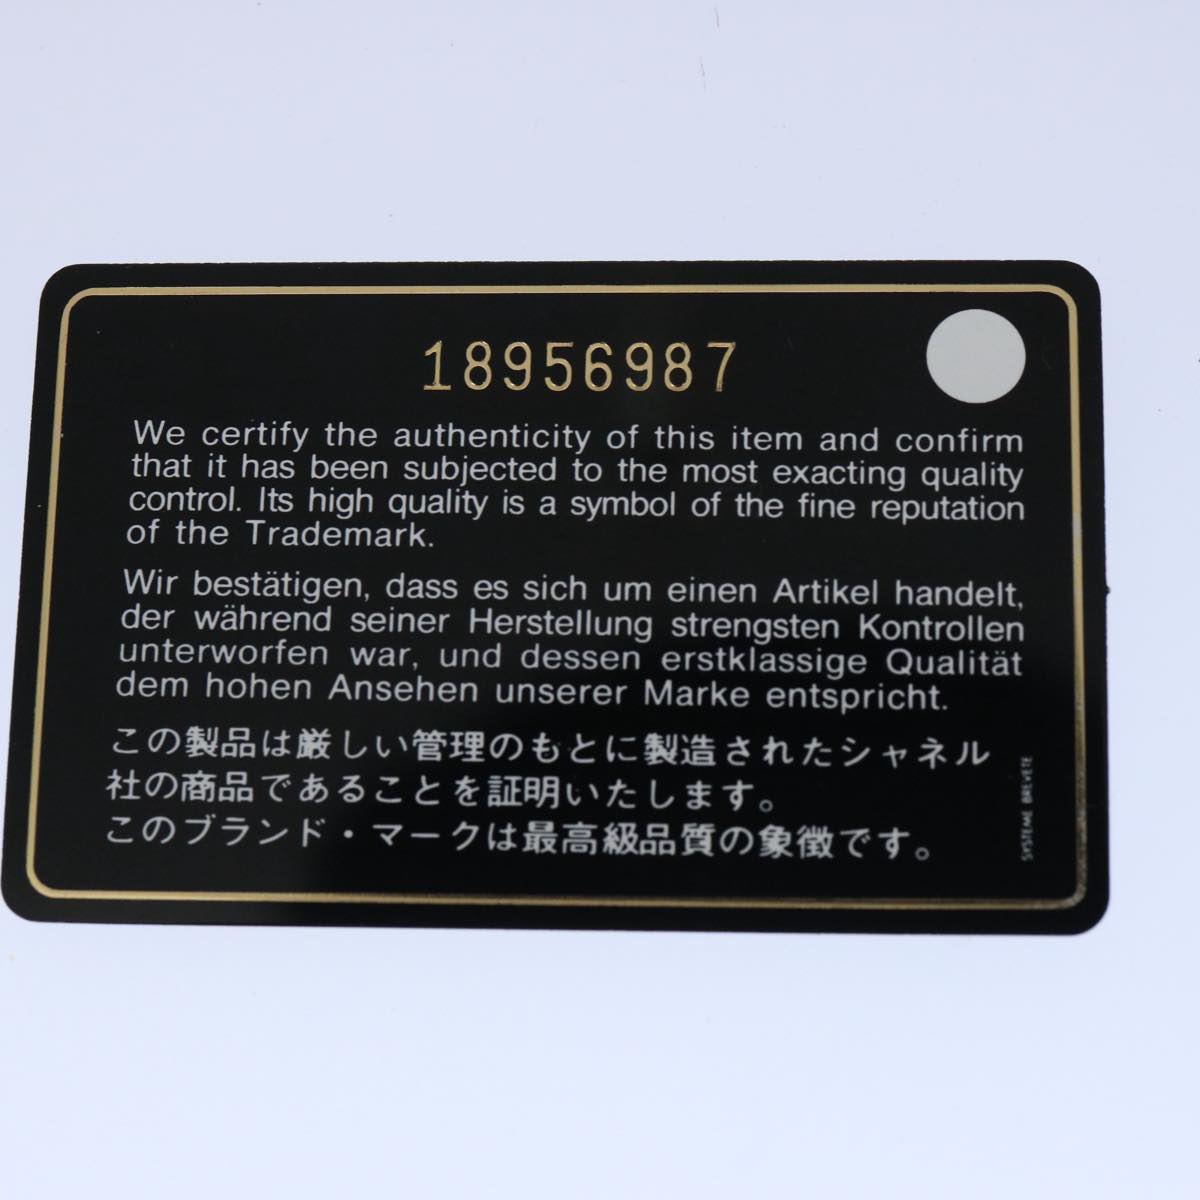 18956987
We certify the authenticity of this item and confirm
that it has been subjected to the most exacting quality
control. Its high quality is a symbol of the fine reputation
of the Trademark.
Wir bestätigen, dass es sich um einen Artikel handelt,
der während seiner Herstellung strengsten Kontrollen
unterworfen war, und dessen erstklassige Qualität
dem hohen Ansehen unserer Marke entspricht.
この製品は厳しい管理のもとに製造されたシャネル
社の商品であることを証明いたします。
このブランド・マークは最高級品質の象徴です。
SYSTEME BREVETE